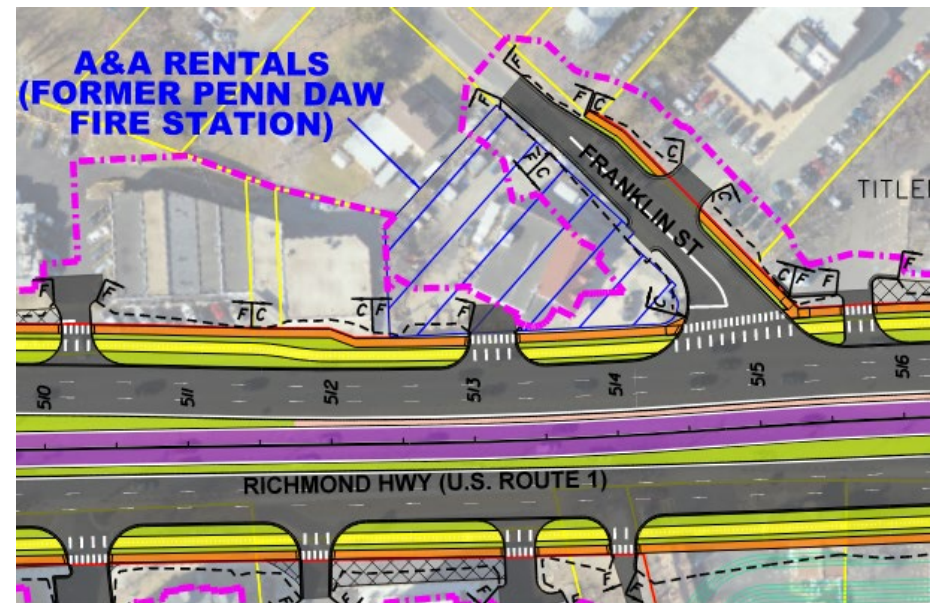 A&A RENTALS
(FORMER PENN DAW
FIRE STATION)
F
F
F
C
C
F
C
FRANKLIN ST
TITLE
C
C
F
F
F
F
F
F
C
C
F
C
510
511
512
513
514
515
516
RICHMOND HWY (U.S. ROUTE 1)
F
F
F
F
F
F